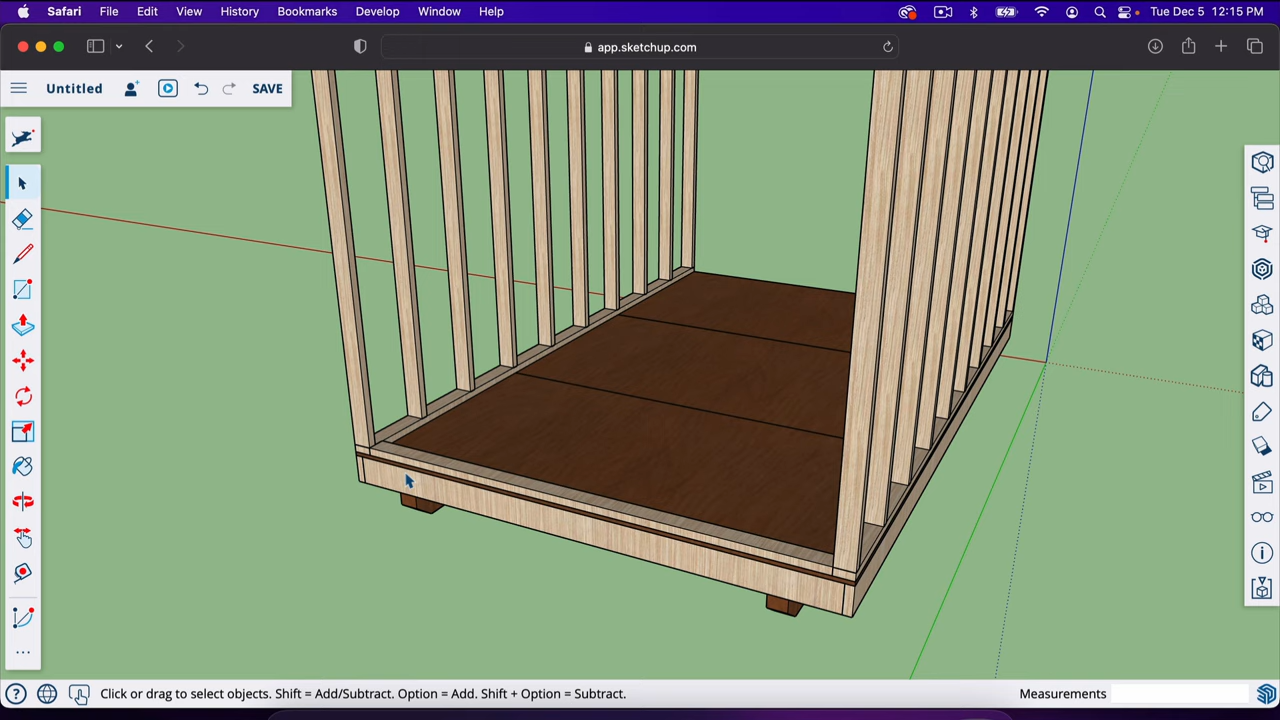 Safari File Edit View History Bookmarks Develop Window Help Tue Dec 5 12:15 PM
app.sketchup.com
Untitled SAVE
Click or drag to select objects. Shift = Add/Subtract. Option = Add. Shift + Option = Subtract. Measurements